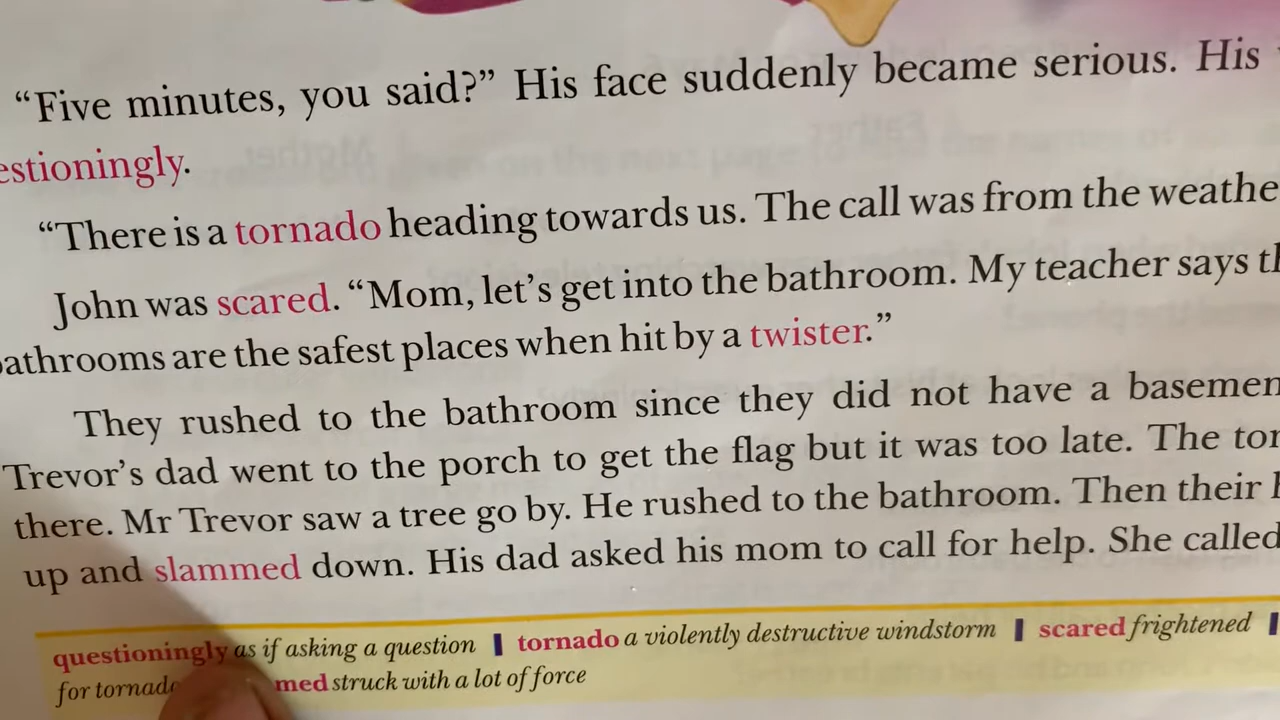 “Five minutes, you said?” His face suddenly became serious. His
estioningly.
“There is a tornado heading towards us. The call was from the weathe
John was scared. “Mom, let’s get into the bathroom. My teacher says th
bathrooms are the safest places when hit by a twister.”
They rushed to the bathroom since they did not have a basemen
Trevor’s dad went to the porch to get the flag but it was too late. The tor
there. Mr Trevor saw a tree go by. He rushed to the bathroom. Then their
up and slammed down. His dad asked his mom to call for help. She called
questioningly as if asking a question | tornado a violently destructive windstorm | scared frightened |
for tornad med struck with a lot of force